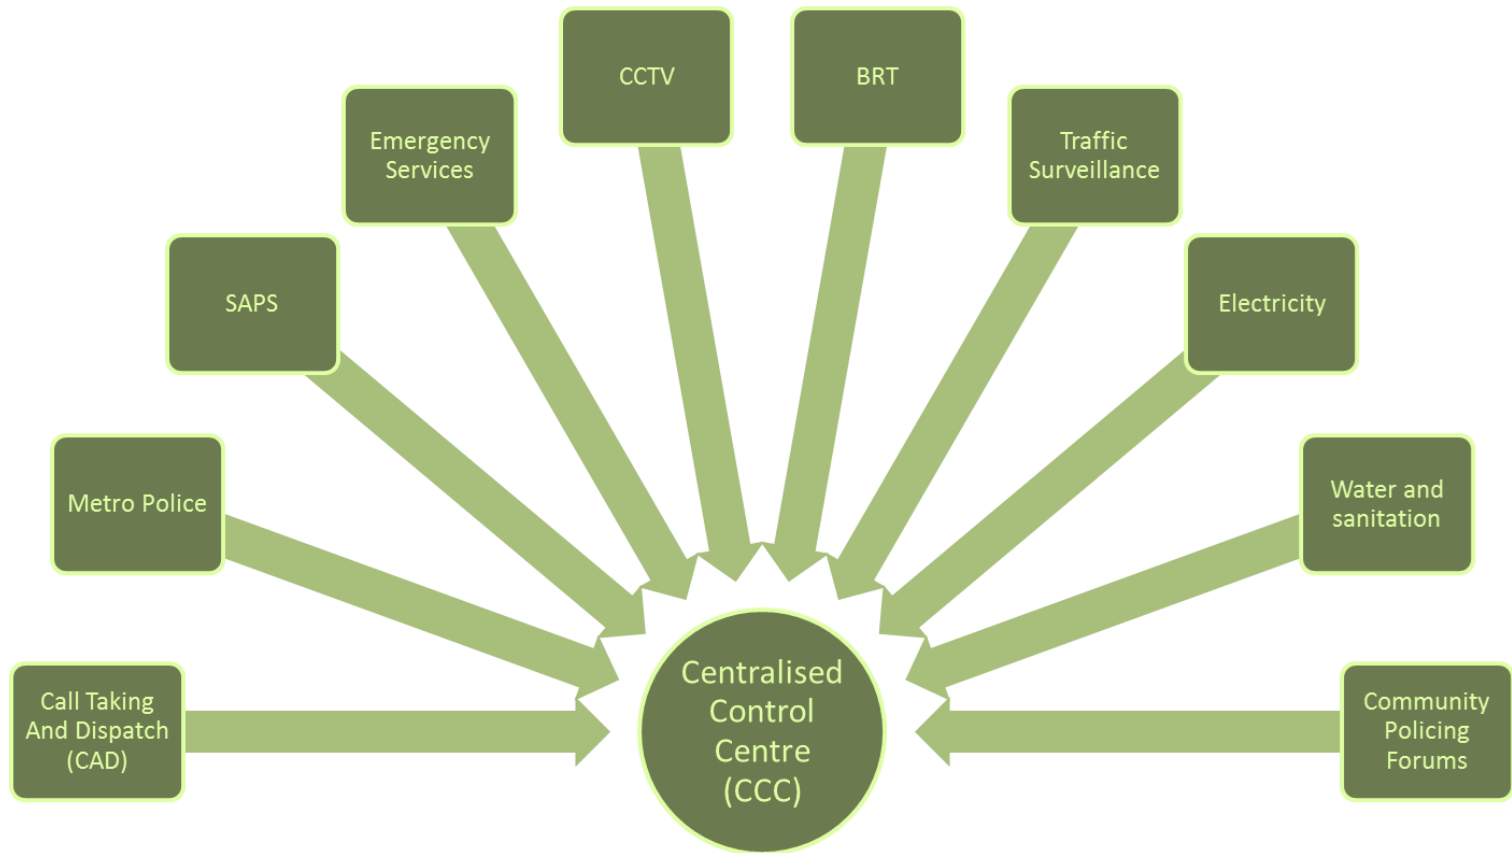 CCTV
BRT
Emergency
Services
Traffic
Surveillance
SAPS
Electricity
Metro Police
Water and
sanitation
Call Taking
And Dispatch
(CAD)
Centralised
Control
Centre
(CCC)
Community
Policing
Forums